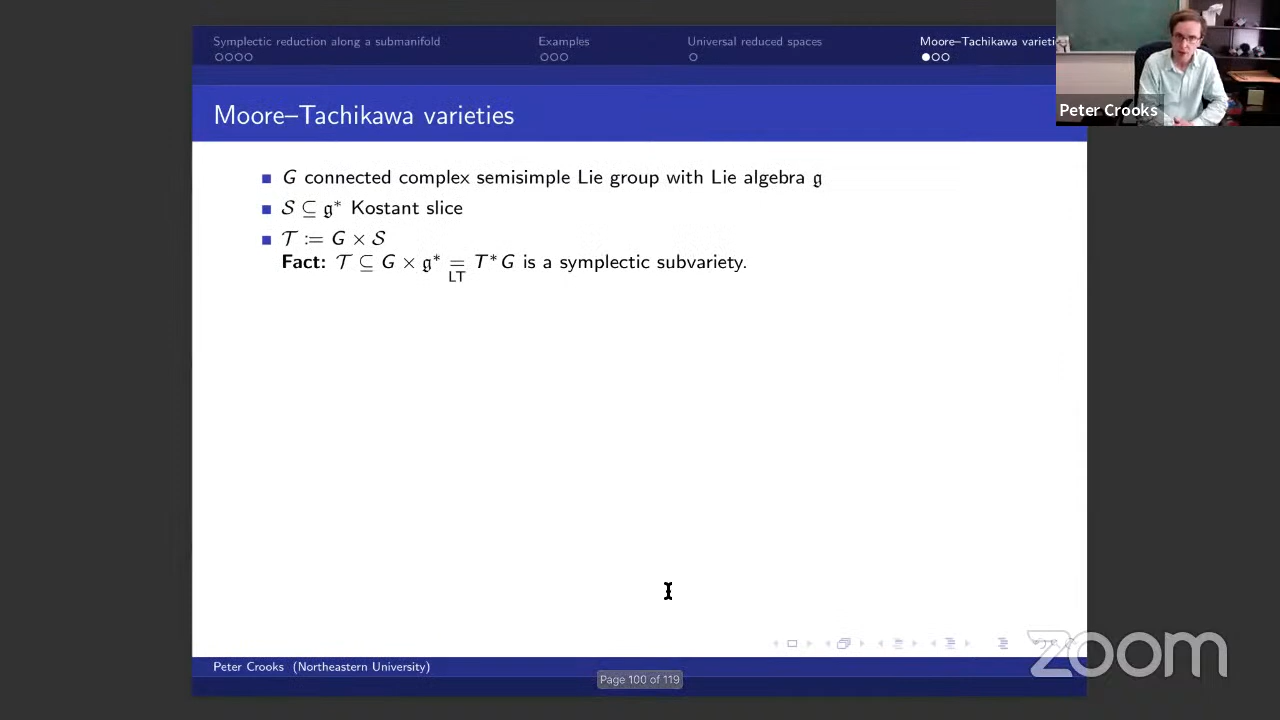 Symplectic reduction along a submanifold
Examples
Universal reduced spaces
Moore–Tachikawa varieti
Peter Crooks
Moore–Tachikawa varieties
G connected complex semisimple Lie group with Lie algebra 𝔤
𝒮 ⊆ 𝔤* Kostant slice
𝒯 := G × 𝒮
Fact: 𝒯 ⊆ G × 𝔤* = T*G is a symplectic subvariety.
LT
zoom
Peter Crooks (Northeastern University)
Page 100 of 119